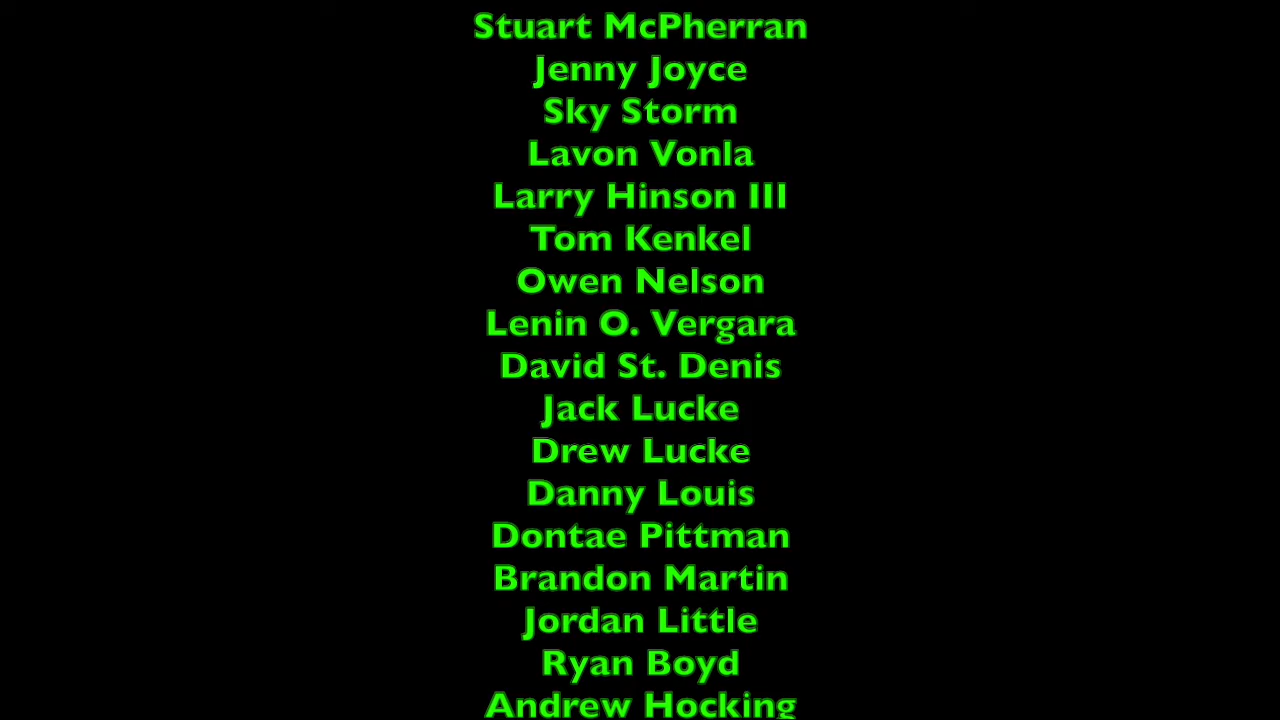 Stuart McPherran
Jenny Joyce
Sky Storm
Lavon Vonla
Larry Hinson III
Tom Kenkel
Owen Nelson
Lenin O. Vergara
David St. Denis
Jack Lucke
Drew Lucke
Danny Louis
Dontae Pittman
Brandon Martin
Jordan Little
Ryan Boyd
Andrew Hocking